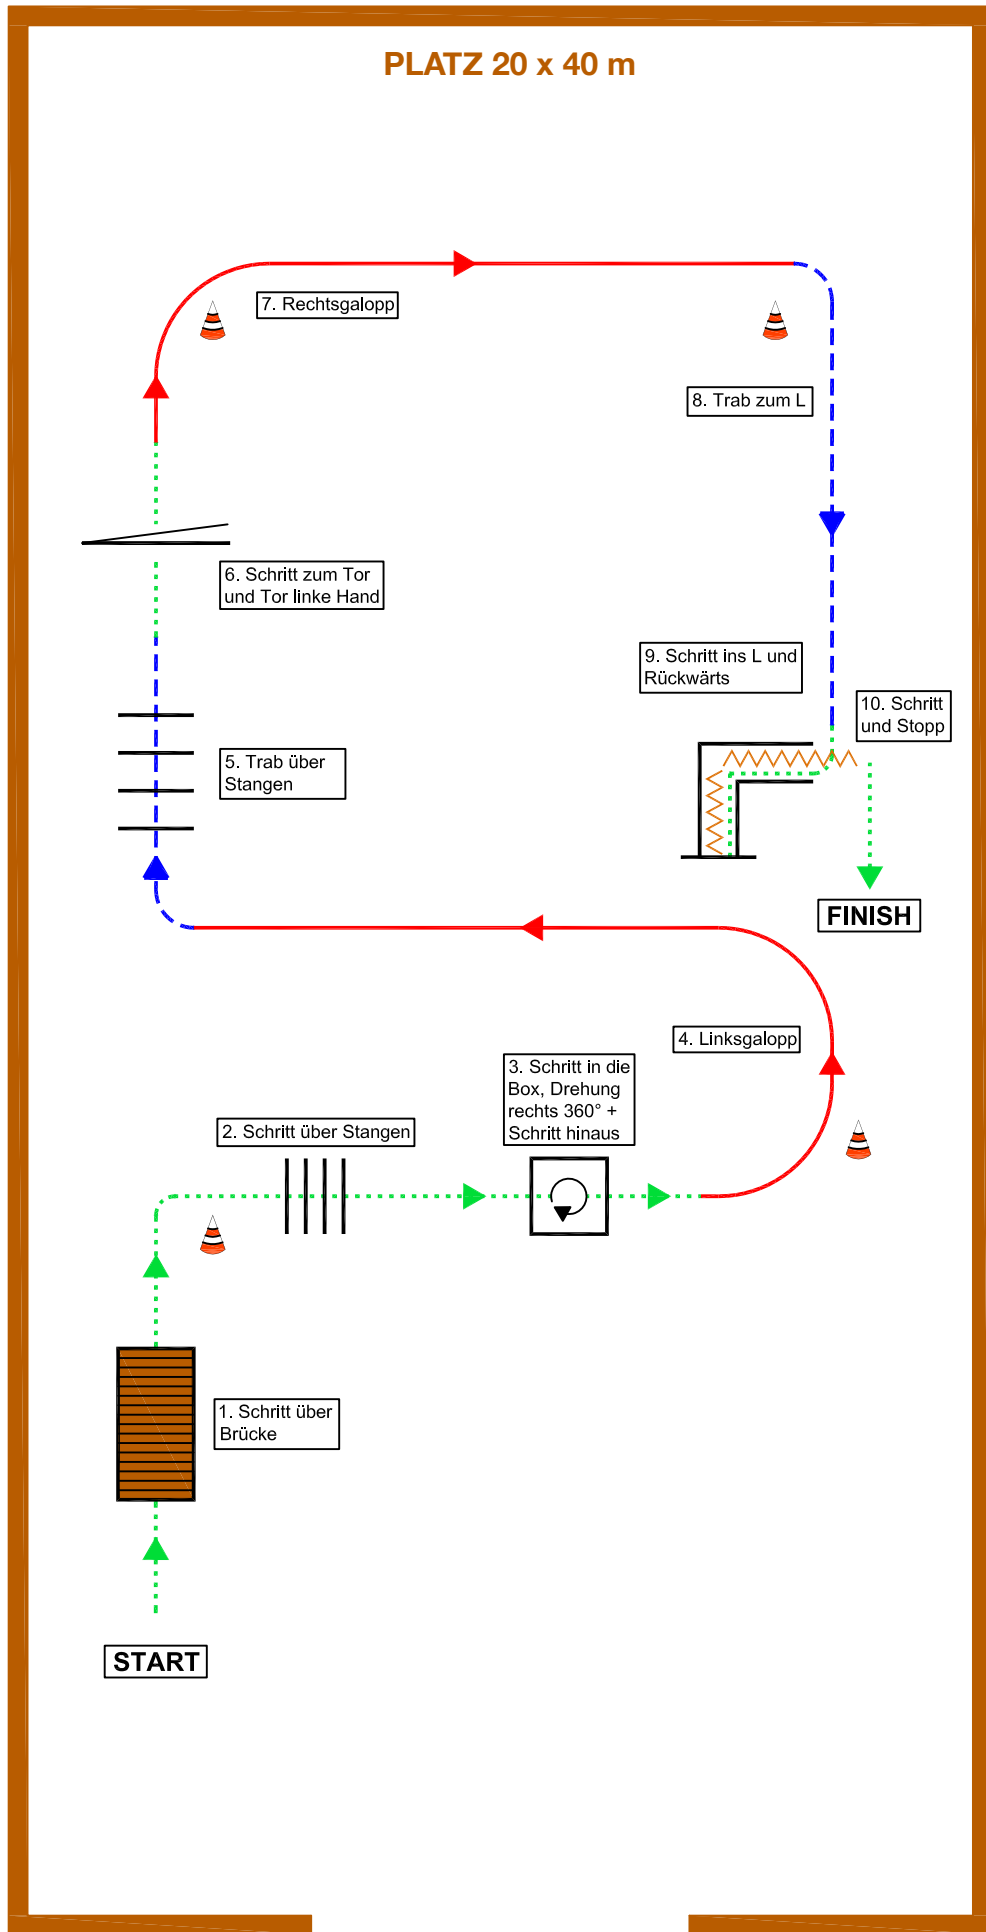 PLATZ 20 x 40 m
7. Rechtsgalopp
8. Trab zum L
6. Schritt zum Tor
und Tor linke Hand
9. Schritt ins L und
Rückwärts
10. Schritt
und Stopp
5. Trab über
Stangen
FINISH
4. Linksgalopp
3. Schritt in die
Box, Drehung
rechts 360° +
Schritt hinaus
2. Schritt über Stangen
1. Schritt über
Brücke
START